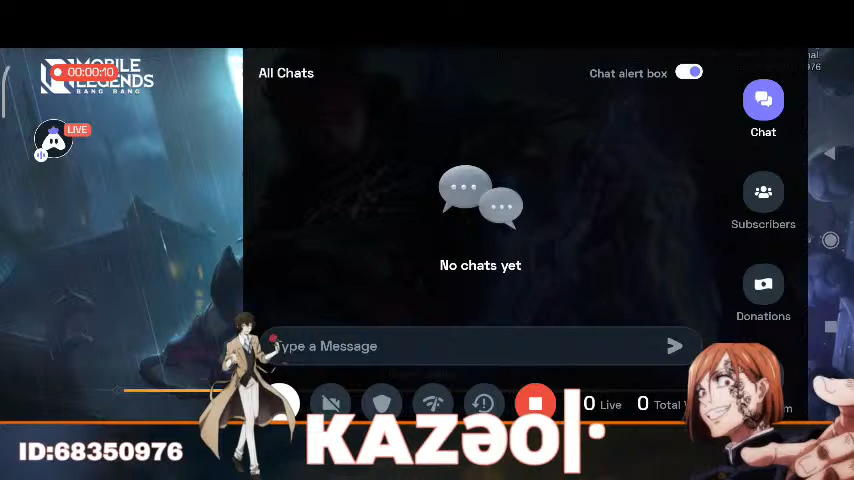 MOBILE
LEGENDS
BANG BANG
00:00:10
LIVE
All Chats
Chat alert box
Chat
Subscribers
Donations
No chats yet
Type a Message
0 Live
0 Total
ID:68350976
KAZƏO